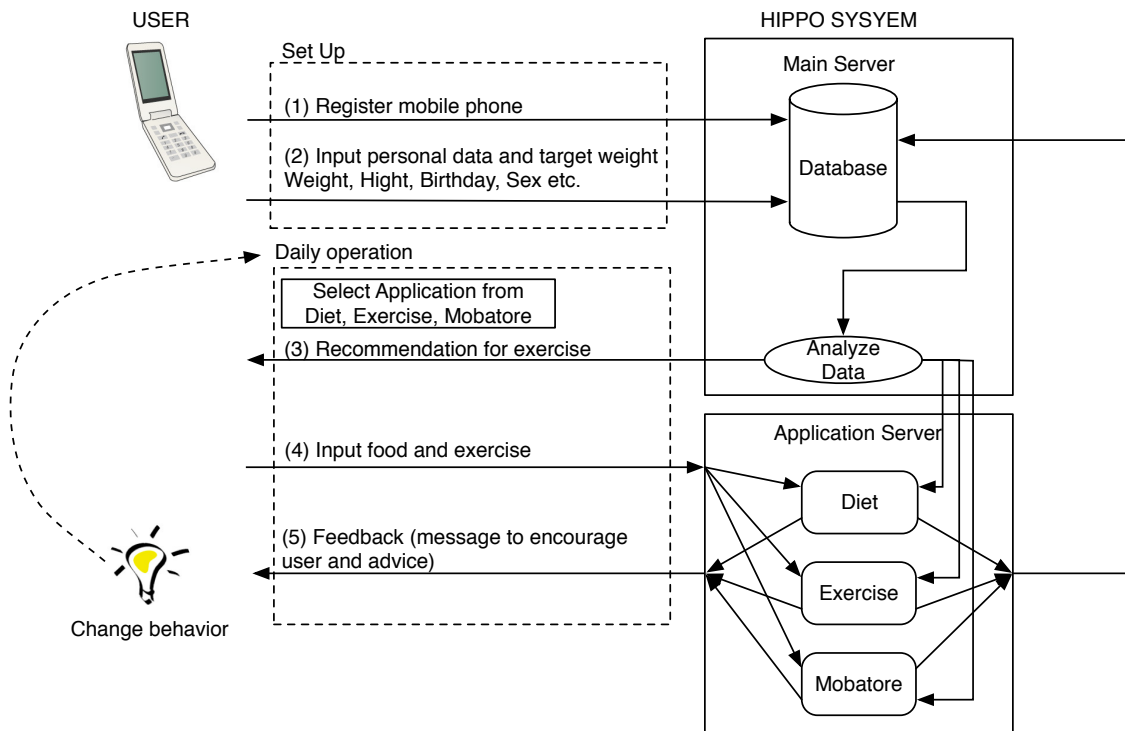 USER
HIPPO SYSYEM
Set Up
Main Server
(1) Register mobile phone
(2) Input personal data and target weight
Weight, Hight, Birthday, Sex etc.
Database
Daily operation
Select Application from
Diet, Exercise, Mobatore
(3) Recommendation for exercise
Analyze
Data
Application Server
(4) Input food and exercise
Diet
(5) Feedback (message to encourage
user and advice)
Exercise
Change behavior
Mobatore